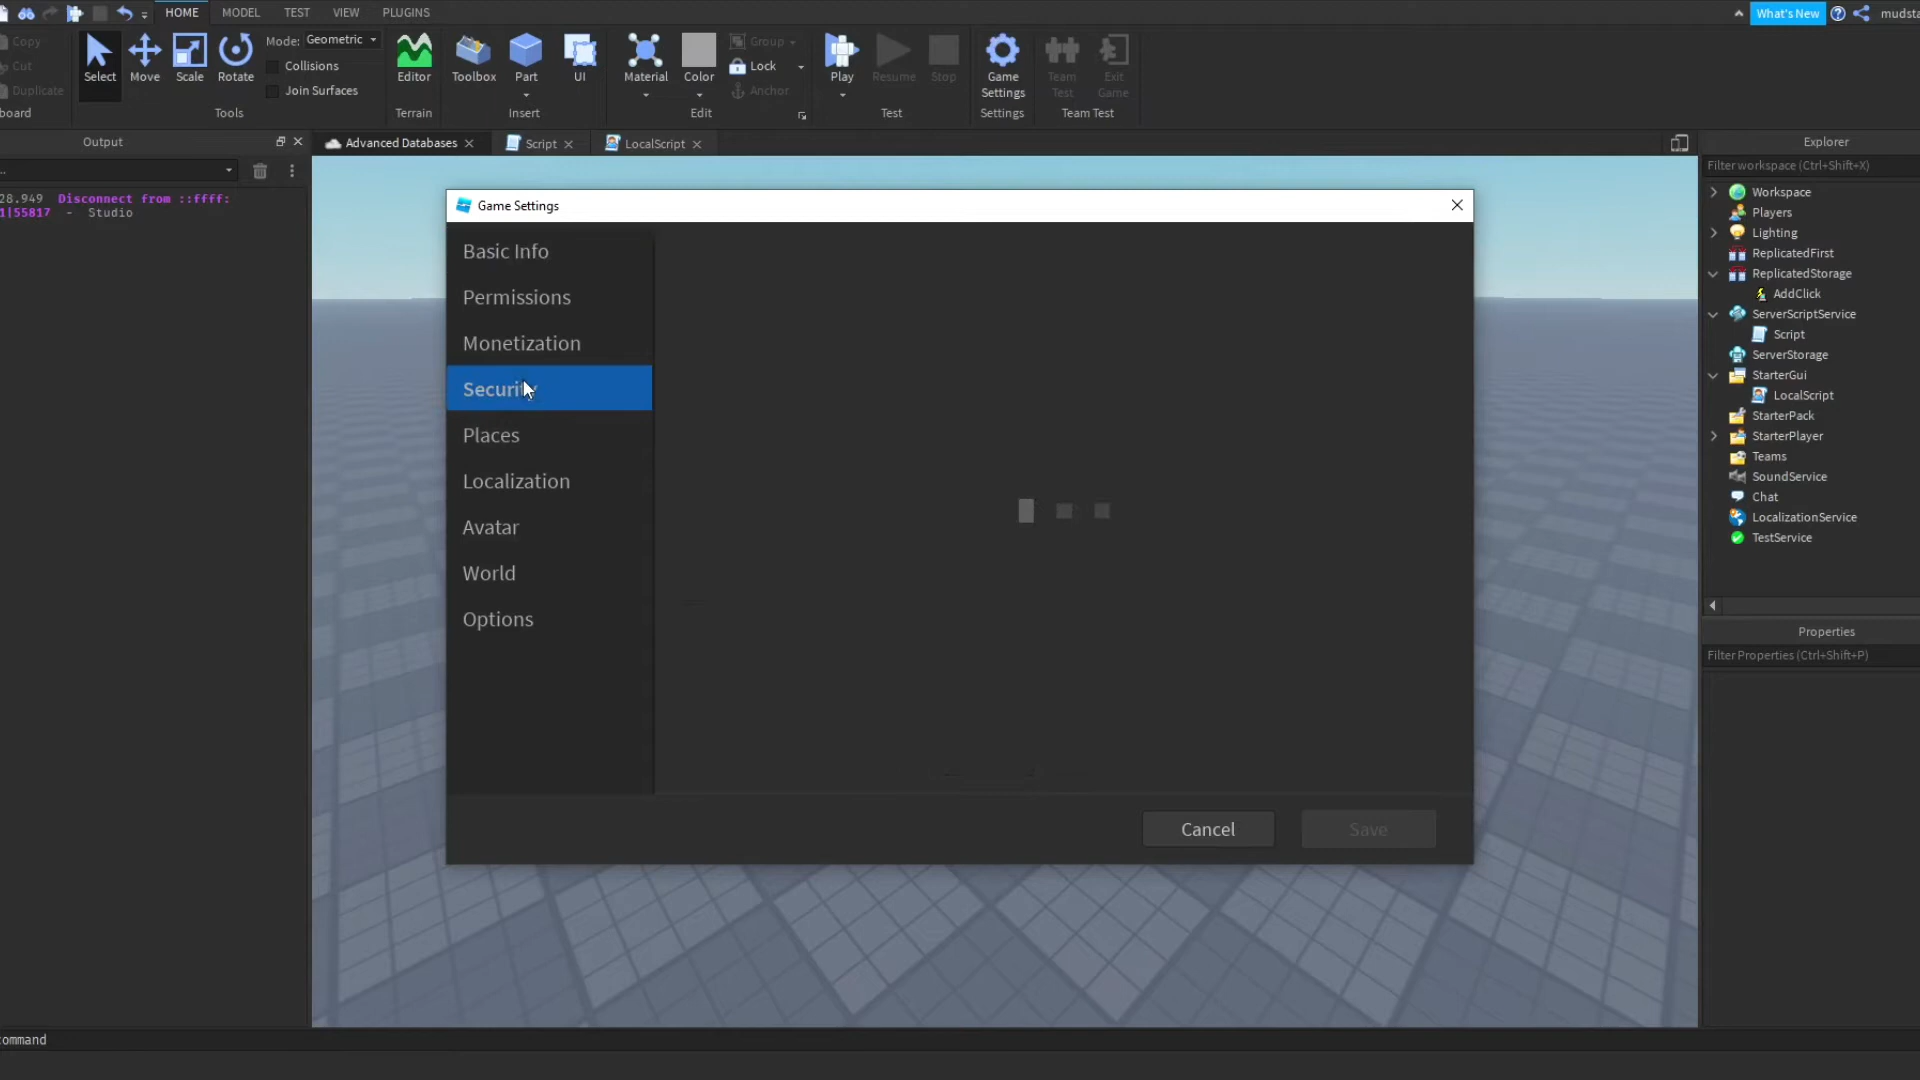 HOME MODEL TEST VIEW PLUGINS
What's New
mudsta
Copy
Cut
Duplicate
board
Select
Move
Scale
Rotate
Mode: Geometric
Collisions
Join Surfaces
Tools
Editor
Terrain
Toolbox
Part
UI
Insert
Material
Color
Group
Lock
Anchor
Edit
Play
Resume
Stop
Test
Game
Settings
Settings
Team
Test
Exit
Game
Team Test
Output
..
28.949 Disconnect from ::ffff:
1|55817 - Studio
Advanced Databases
Script
LocalScript
Game Settings
Basic Info
Permissions
Monetization
Security
Places
Localization
Avatar
World
Options
Cancel
Save
Explorer
Filter workspace (Ctrl+Shift+X)
Workspace
Players
Lighting
ReplicatedFirst
ReplicatedStorage
AddClick
ServerScriptService
Script
ServerStorage
StarterGui
LocalScript
StarterPack
StarterPlayer
Teams
SoundService
Chat
LocalizationService
TestService
Properties
Filter Properties (Ctrl+Shift+P)
command